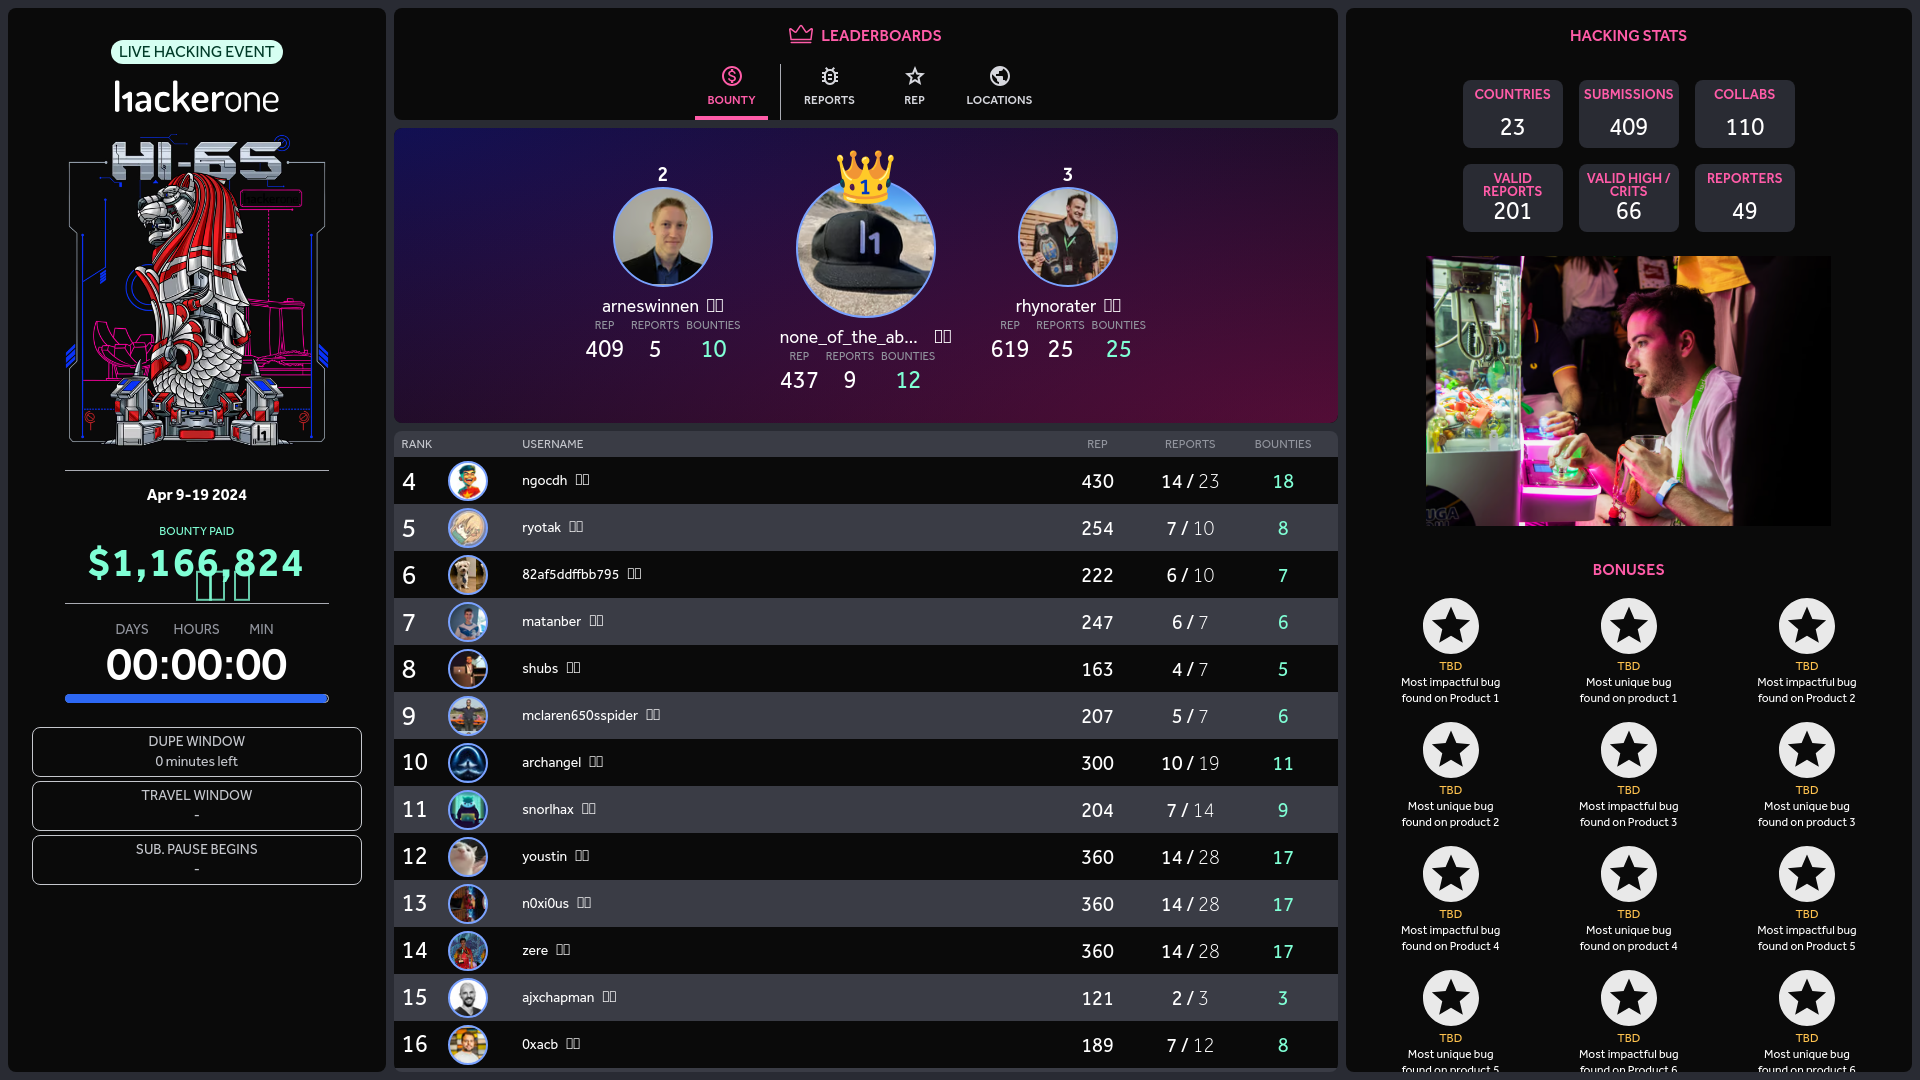 LIVE HACKING EVENT
hackerone
H1-65
Apr 9-19 2024
BOUNTY PAID
$1,166,824
DAYS HOURS MIN
00:00:00
DUPE WINDOW
0 minutes left
TRAVEL WINDOW
-
SUB. PAUSE BEGINS
-
LEADERBOARDS
BOUNTY REPORTS REP LOCATIONS
2
arneswinnen
REP REPORTS BOUNTIES
409 5 10
1
none_of_the_ab...
REP REPORTS BOUNTIES
437 9 12
3
rhynorater
REP REPORTS BOUNTIES
619 25 25
RANK USERNAME REP REPORTS BOUNTIES
4 ngocdh 430 14 / 23 18
5 ryotak 254 7 / 10 8
6 82af5ddffbb795 222 6 / 10 7
7 matanber 247 6 / 7 6
8 shubs 163 4 / 7 5
9 mclaren650sspider 207 5 / 7 6
10 archangel 300 10 / 19 11
11 snorlhax 204 7 / 14 9
12 youstin 360 14 / 28 17
13 n0xi0us 360 14 / 28 17
14 zere 360 14 / 28 17
15 ajxchapman 121 2 / 3 3
16 0xacb 189 7 / 12 8
HACKING STATS
COUNTRIES
23
SUBMISSIONS
409
COLLABS
110
VALID
REPORTS
201
VALID HIGH /
CRITS
66
REPORTERS
49
BONUSES
TBD
Most impactful bug
found on Product 1
TBD
Most unique bug
found on product 1
TBD
Most impactful bug
found on Product 2
TBD
Most unique bug
found on product 2
TBD
Most impactful bug
found on Product 3
TBD
Most unique bug
found on product 3
TBD
Most impactful bug
found on Product 4
TBD
Most unique bug
found on product 4
TBD
Most impactful bug
found on Product 5
TBD
Most unique bug
found on product 5
TBD
Most impactful bug
found on Product 6
TBD
Most unique bug
found on product 6